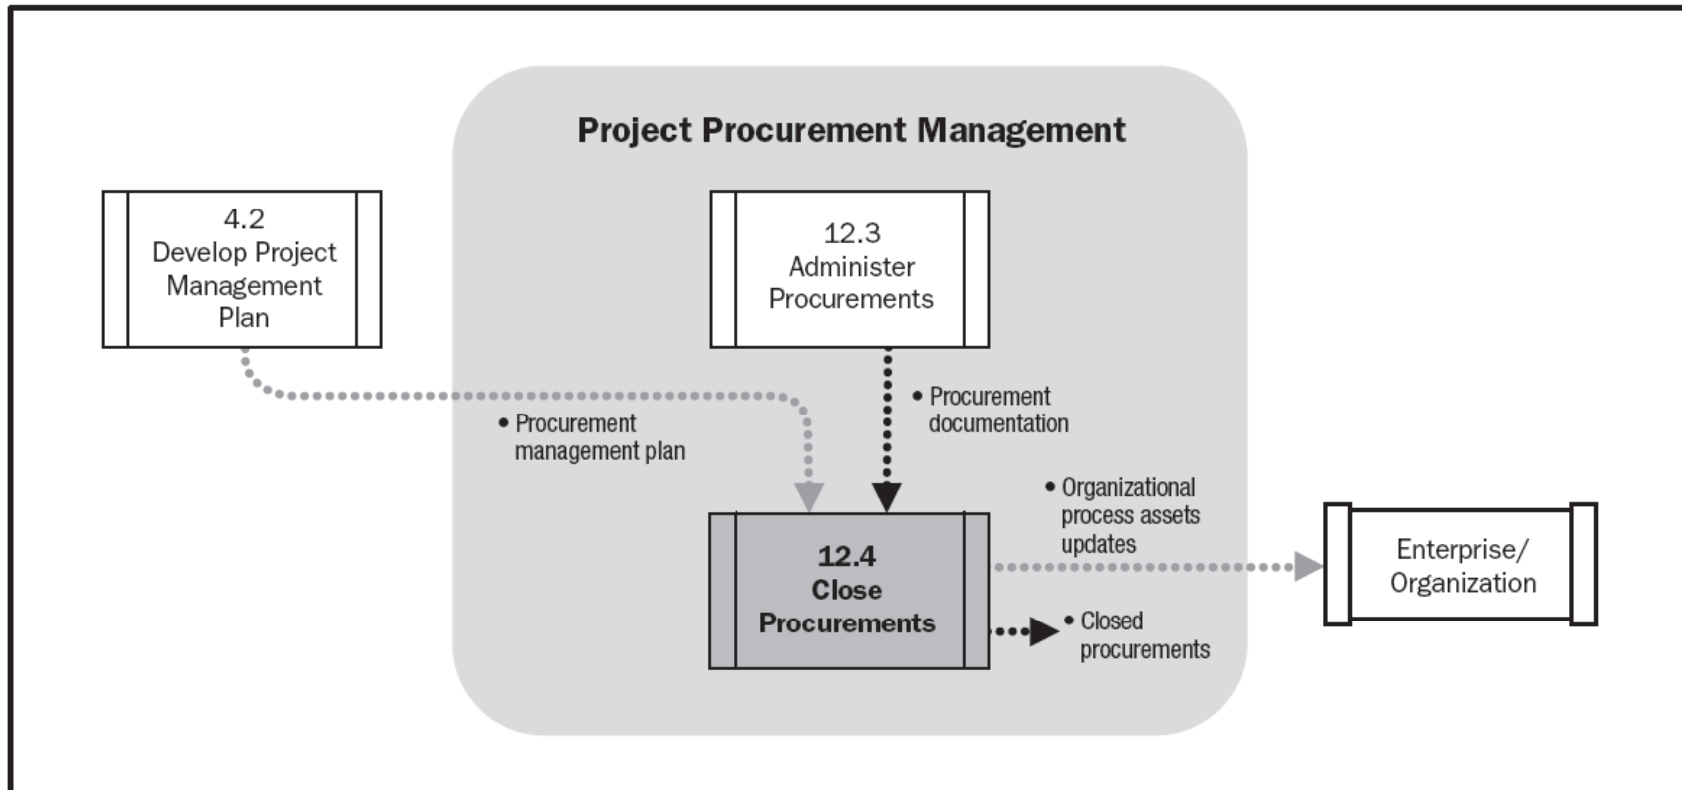 Project Procurement Management
4.2
Develop Project
Management
Plan
12.3
Administer
Procurements
• Procurement
management plan
• Procurement
documentation
12.4
Close
Procurements
• Organizational
process assets
updates
• Closed
procurements
Enterprise/
Organization